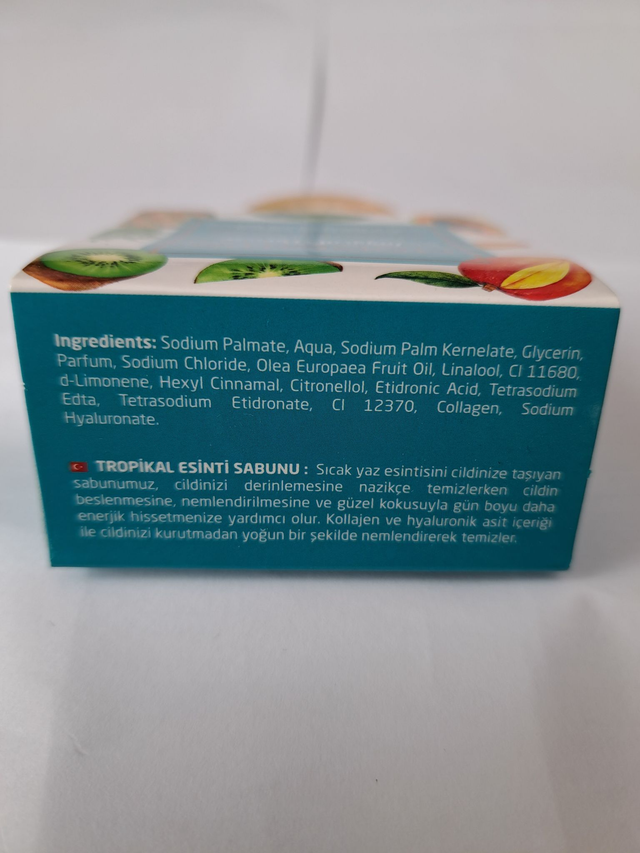 Ingredients: Sodium Palmate, Aqua, Sodium Palm Kernelate, Glycerin,
Parfum, Sodium Chloride, Olea Europaea Fruit Oil, Linalool, CI 11680,
d-Limonene, Hexyl Cinnamal, Citronellol, Etidronic Acid, Tetrasodium
Edta, Tetrasodium Etidronate, CI 12370, Collagen, Sodium
Hyaluronate.
TROPİKAL ESİNTİ SABUNU : Sıcak yaz esintisini cildinize taşıyan
sabunumuz, cildinizi derinlemesine nazikçe temizlerken cildin
beslenmesine, nemlendirilmesine ve güzel kokusuyla gün boyu daha
enerjik hissetmenize yardımcı olur. Kollajen ve hyaluronik asit içeriği
ile cildinizi kurutmadan yoğun bir şekilde nemlendirerek temizler.